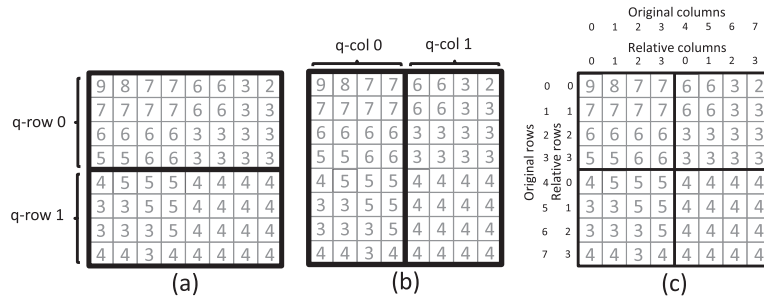 Original columns
0 1 2 3 4 5 6 7
q-col 0 q-col 1
Relative columns
0 1 2 3 0 1 2 3
q-row 0
q-row 1
9 8 7 7 6 6 3 2
7 7 7 7 6 6 3 3
6 6 6 6 3 3 3 3
5 5 6 6 3 3 3 3
4 5 5 5 4 4 4 4
3 3 5 5 4 4 4 4
3 3 3 5 4 4 4 4
4 4 3 4 4 4 4 4
(a)
9 8 7 7 6 6 3 2
7 7 7 7 6 6 3 3
6 6 6 6 3 3 3 3
5 5 6 6 3 3 3 3
4 5 5 5 4 4 4 4
3 3 5 5 4 4 4 4
3 3 3 5 4 4 4 4
4 4 3 4 4 4 4 4
(b)
Original rows
Relative rows
0 0 9 8 7 7 6 6 3 2
1 1 7 7 7 7 6 6 3 3
2 2 6 6 6 6 3 3 3 3
3 3 5 5 6 6 3 3 3 3
4 0 4 5 5 5 4 4 4 4
5 1 3 3 5 5 4 4 4 4
6 2 3 3 3 5 4 4 4 4
7 3 4 4 3 4 4 4 4 4
(c)